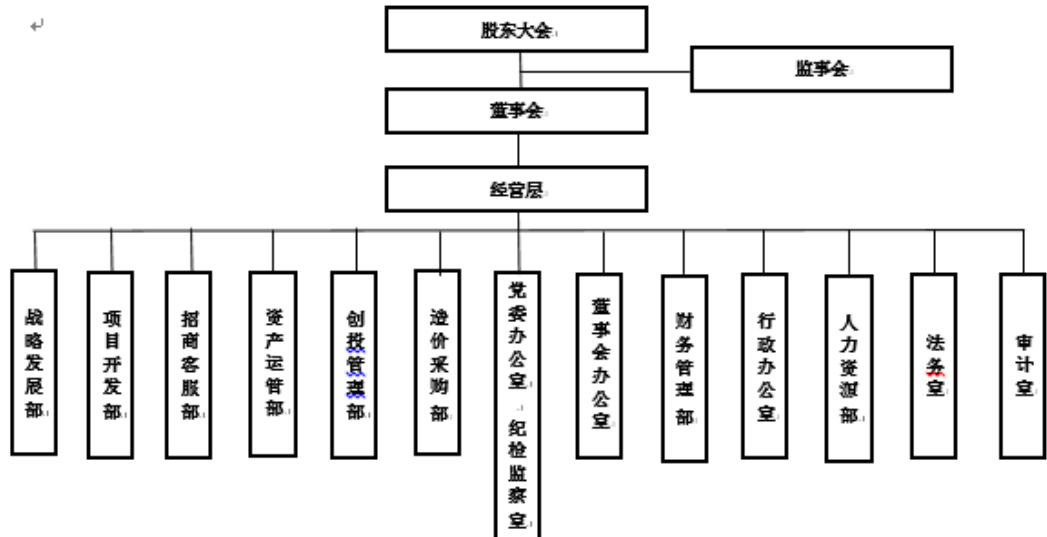 股东大会
监事会
董事会
经营层
战略发展部
项目开发部
招商客服部
资产运管部
创投管理部
造价采购部
党委办公室
纪检监察室
董事会办公室
财务管理部
行政办公室
人力资源部
法务室
审计室